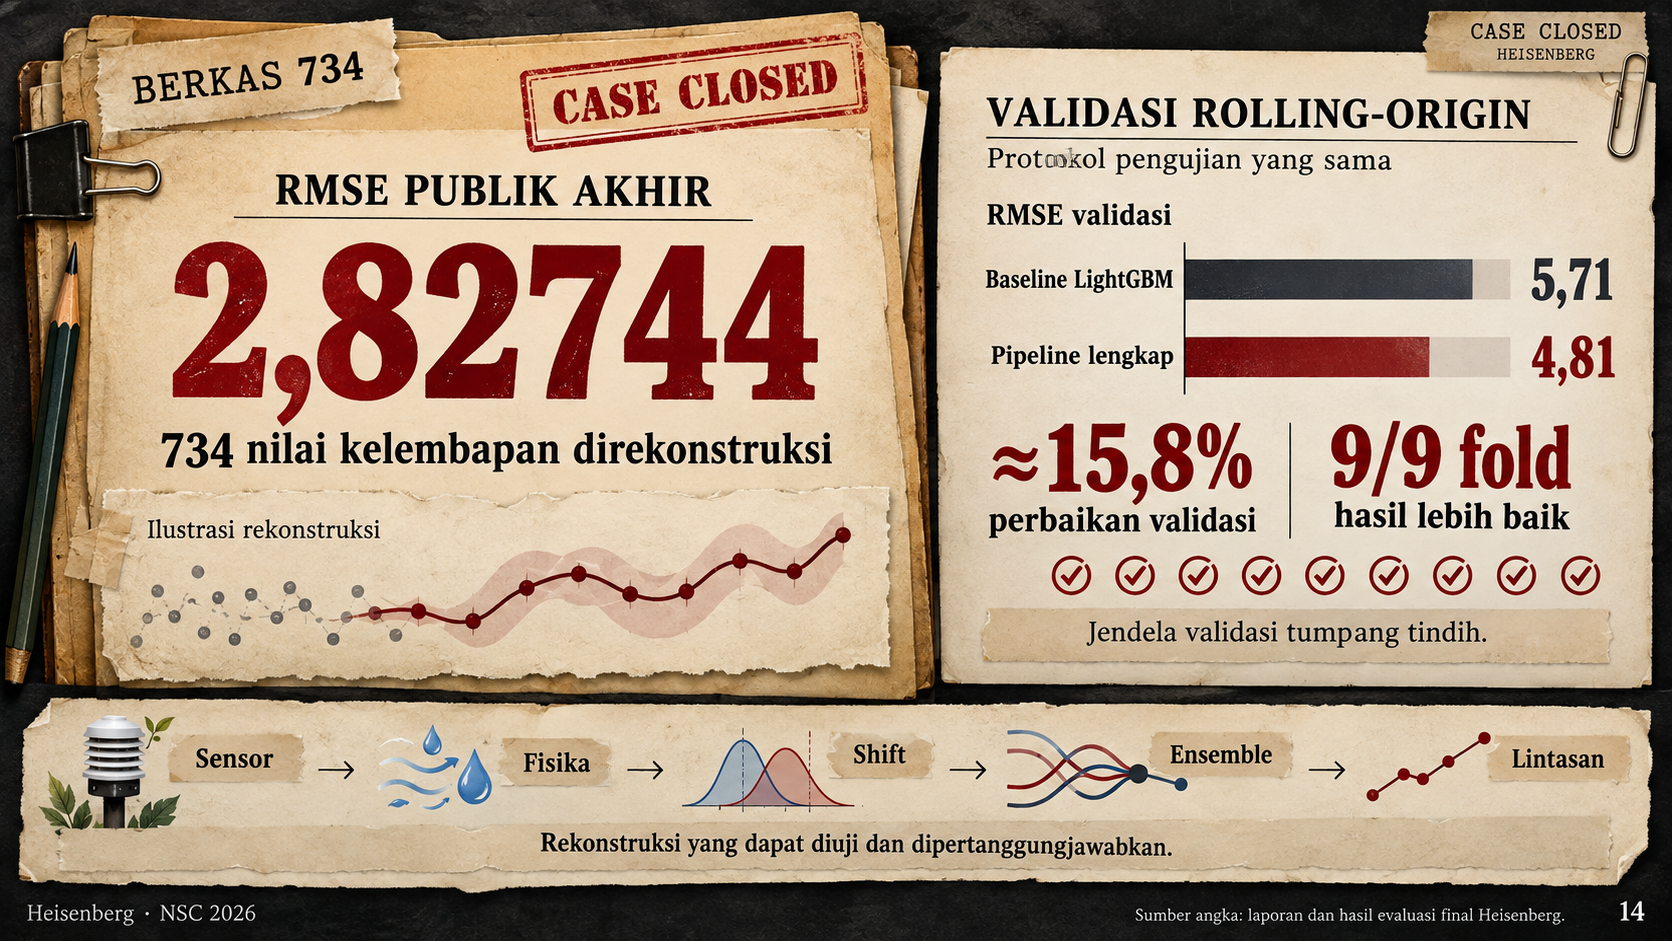 BERKAS 734
CASE CLOSED
RMSE PUBLIK AKHIR
2,82744
734 nilai kelembapan direkonstruksi
Ilustrasi rekonstruksi
CASE CLOSED
HEISENBERG
VALIDASI ROLLING-ORIGIN
pengujian yang sama
RMSE validasi
Baseline LightGBM 5,71
Pipeline lengkap 4,81
≈15,8%
perbaikan validasi
9/9 fold
hasil lebih baik
Jendela validasi tumpang tindih.
Sensor → Fisika → Shift → Ensemble → Lintasan
Rekonstruksi yang dapat diuji dan dipertanggungjawabkan.
Heisenberg · NSC 2026
Sumber angka: laporan dan hasil evaluasi final Heisenberg.
14